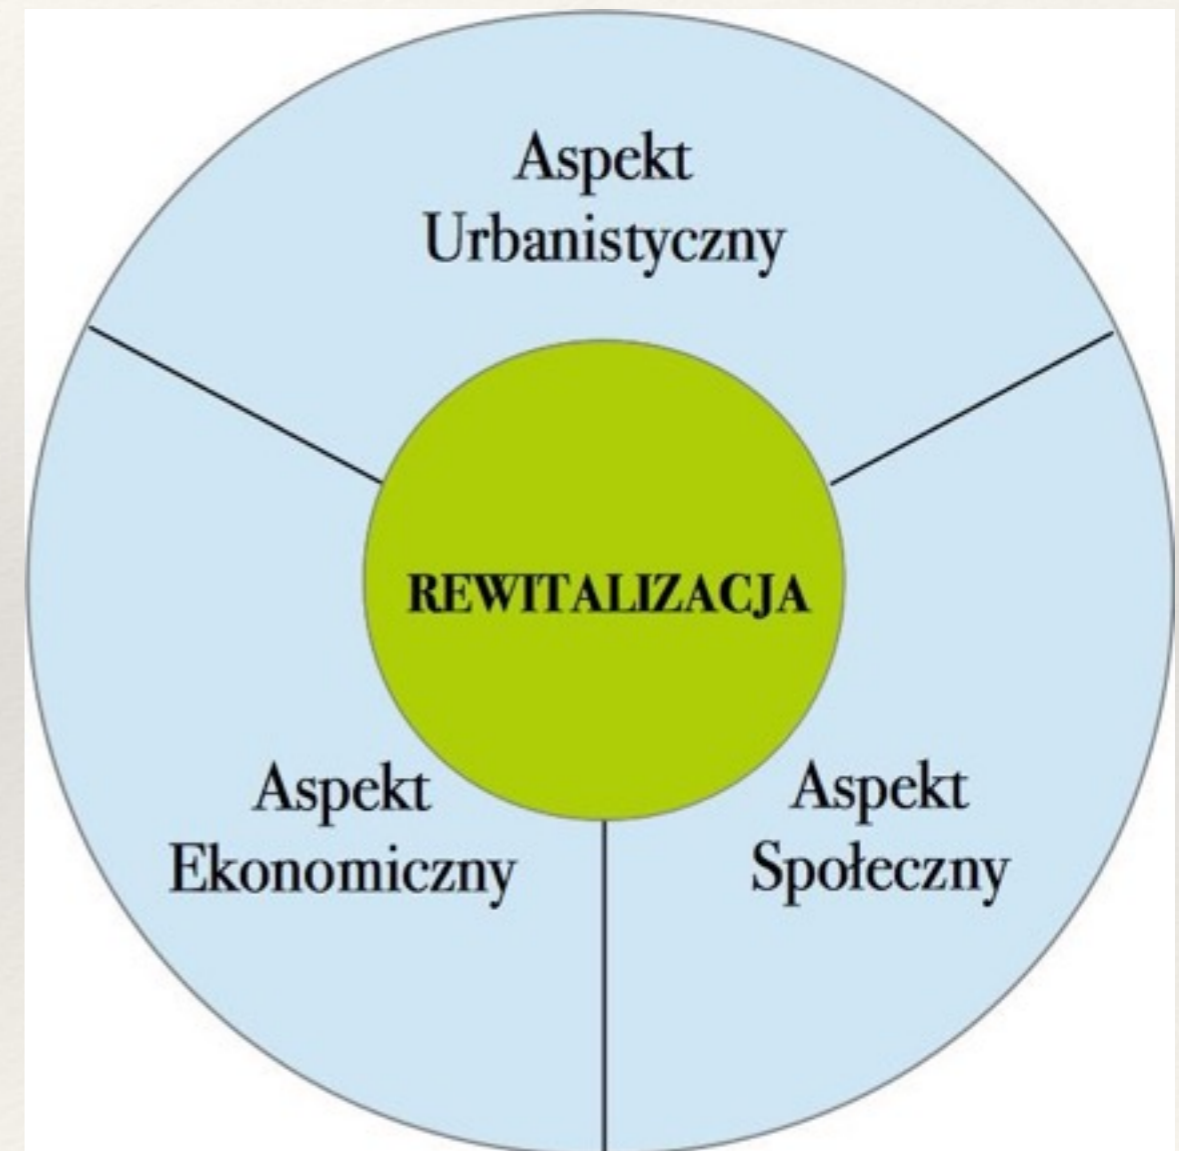 Aspekt
Urbanistyczny
REWITALIZACJA
Aspekt
Ekonomiczny
Aspekt
Społeczny